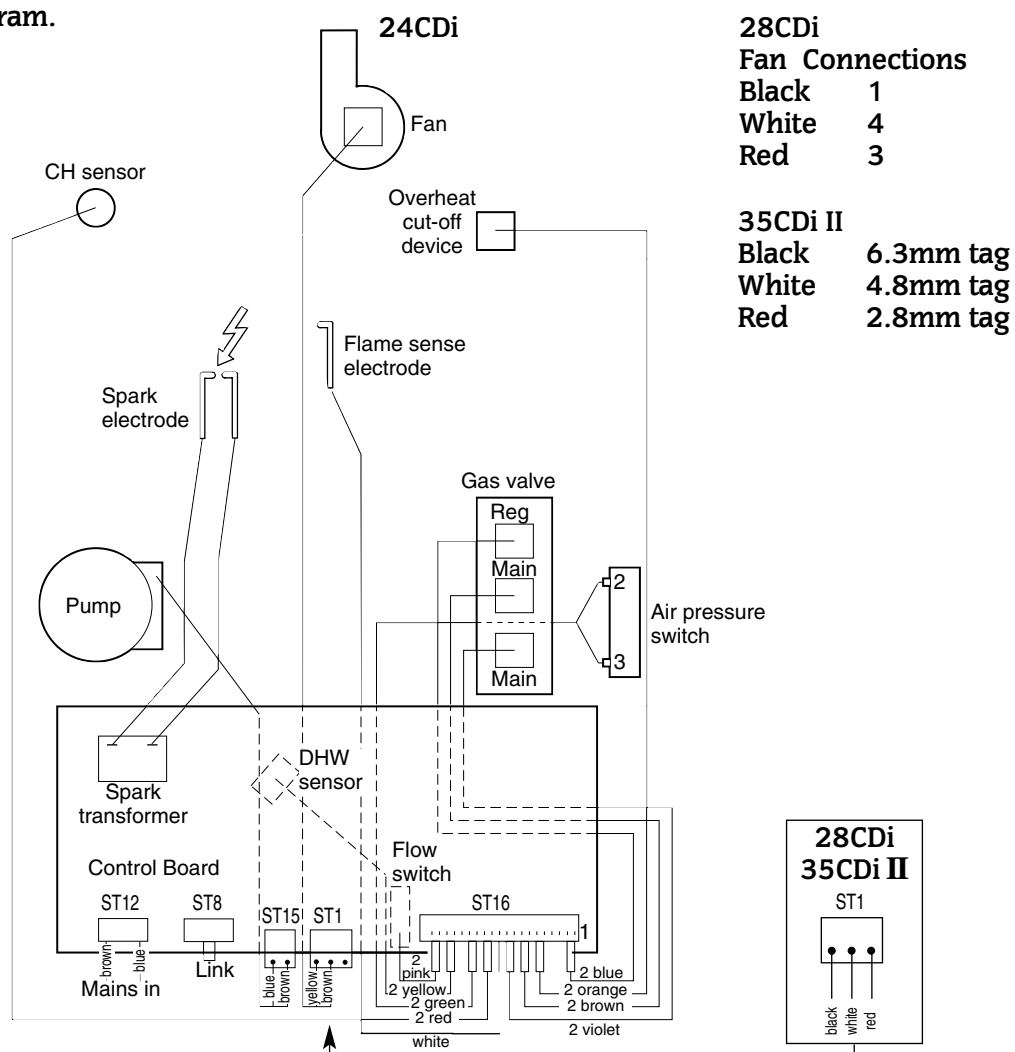 ram.
24CDi
28CDi
Fan Connections
Black 1
White 4
Red 3
35CDi II
Black 6.3mm tag
White 4.8mm tag
Red 2.8mm tag
Fan
CH sensor
Overheat
cut-off
device
Flame sense
electrode
Spark
electrode
Gas valve
Reg
Main
Main
2
3
Air pressure
switch
Pump
DHW
sensor
Spark
transformer
Control Board
Flow
switch
ST12
ST8
ST15
ST1
ST16
1
brown
blue
Mains in
Link
blue
brown
yellow
brown
2
pink
2 yellow
2 green
2 red
white
2 blue
2 orange
2 brown
2 violet
28CDi
35CDi II
ST1
black
white
red